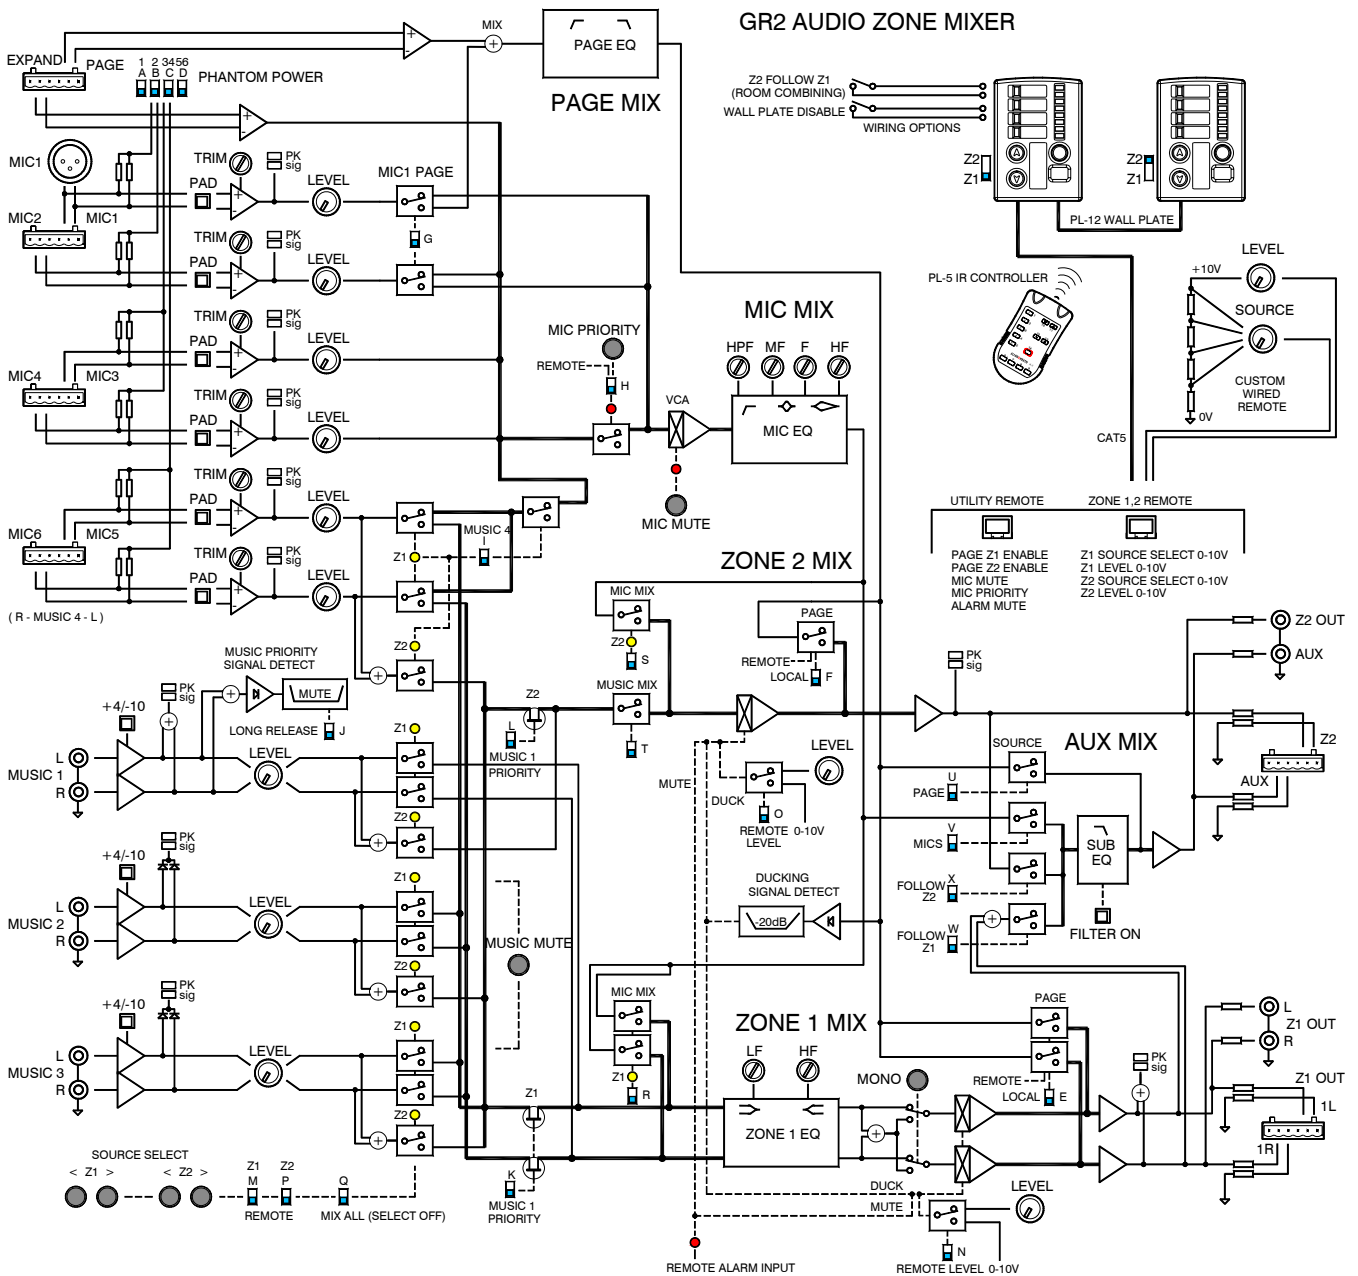 GR2 AUDIO ZONE MIXER
EXPAND
PAGE
1 2 34 56
A B C D
PHANTOM POWER
MIX
PAGE EQ
PAGE MIX
Z2 FOLLOW Z1
(ROOM COMBINING)
WALL PLATE DISABLE
WIRING OPTIONS
Z2
Z1
Z2
Z1
PL-12 WALL PLATE
MIC1
TRIM
PK
sig
PAD
LEVEL
MIC1 PAGE
G
MIC2
MIC1
TRIM
PK
sig
PAD
LEVEL
PL-5 IR CONTROLLER
LEVEL
+10V
SOURCE
CUSTOM
WIRED
REMOTE
0V
CAT5
TRIM
PK
sig
PAD
LEVEL
MIC4
MIC3
TRIM
PK
sig
PAD
LEVEL
MIC PRIORITY
REMOTE
H
MIC MIX
HPF
MF
F
HF
VCA
MIC EQ
MIC MUTE
TRIM
PK
sig
PAD
LEVEL
MIC6
MIC5
TRIM
PK
sig
PAD
LEVEL
( R - MUSIC 4 - L )
Z1
MUSIC 4
I
Z2
UTILITY REMOTE
ZONE 1,2 REMOTE
PAGE Z1 ENABLE
PAGE Z2 ENABLE
MIC MUTE
MIC PRIORITY
ALARM MUTE
Z1 SOURCE SELECT 0-10V
Z1 LEVEL 0-10V
Z2 SOURCE SELECT 0-10V
Z2 LEVEL 0-10V
ZONE 2 MIX
MIC MIX
Z2
S
PAGE
REMOTE
LOCAL
F
MUSIC MIX
T
PK
sig
Z2 OUT
AUX
Z2
AUX
MUSIC PRIORITY
SIGNAL DETECT
MUTE
LONG RELEASE
J
PK
sig
+4/-10
L
MUSIC 1
R
LEVEL
Z1
Z2
Z2
L
MUSIC 1
PRIORITY
MUTE
DUCK
LEVEL
O
REMOTE 0-10V
LEVEL
AUX MIX
SOURCE
U
PAGE
V
MICS
X
FOLLOW
Z2
W
FOLLOW
Z1
SUB
EQ
FILTER ON
PK
sig
+4/-10
L
MUSIC 2
R
LEVEL
Z1
Z2
MUSIC MUTE
DUCKING
SIGNAL DETECT
-20dB
PK
sig
+4/-10
L
MUSIC 3
R
LEVEL
Z1
Z2
MIC MIX
Z1
R
ZONE 1 MIX
LF
HF
ZONE 1 EQ
MONO
PAGE
REMOTE
LOCAL
E
PK
sig
L
Z1 OUT
R
Z1 OUT
1L
1R
Z1
K
MUSIC 1
PRIORITY
SOURCE SELECT
< Z1 >
< Z2 >
Z1
M
Z2
P
REMOTE
Q
MIX ALL (SELECT OFF)
DUCK
MUTE
LEVEL
N
REMOTE LEVEL 0-10V
REMOTE ALARM INPUT